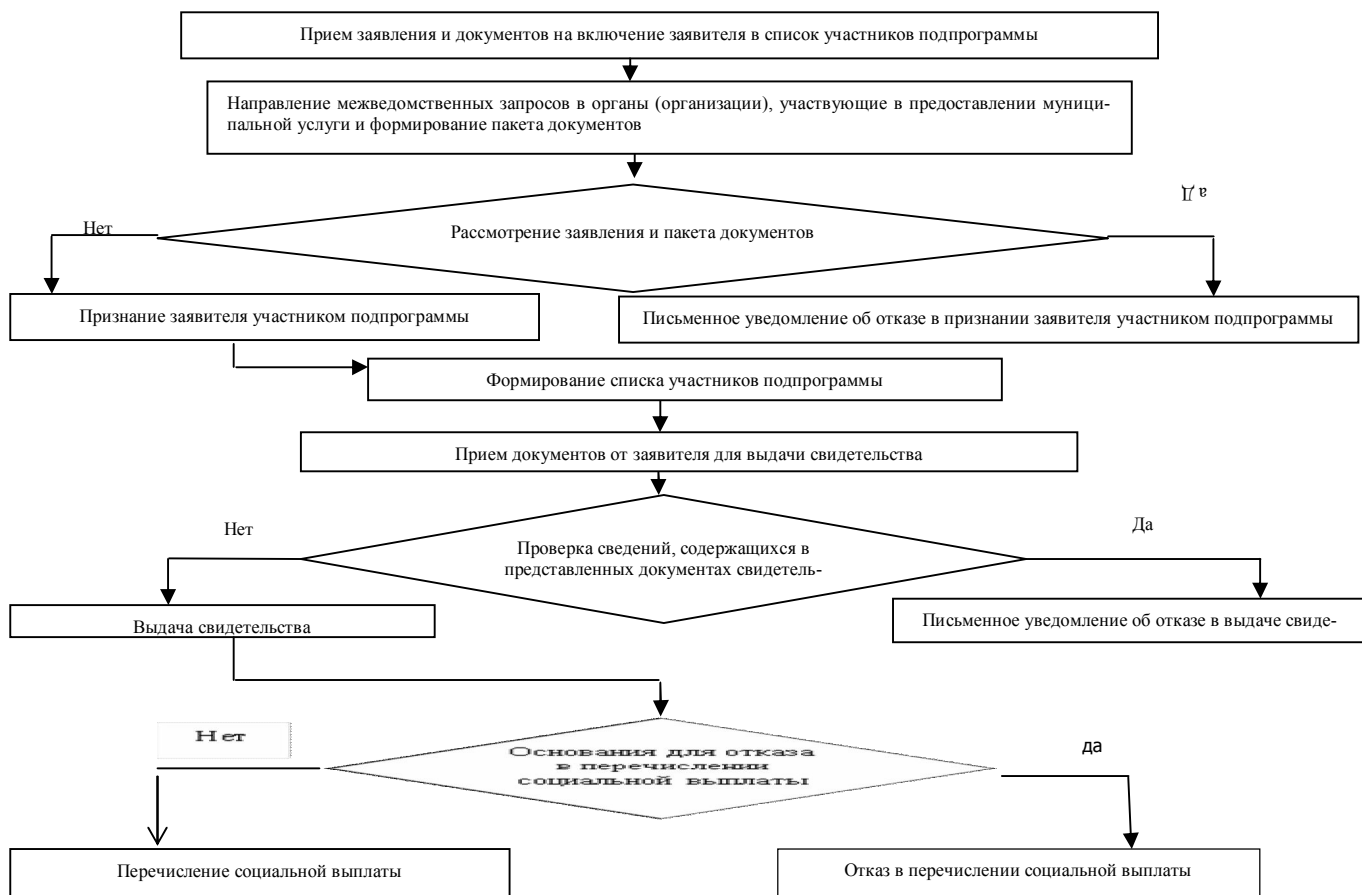 Прием заявления и документов на включение заявителя в список участников подпрограммы
Направление межведомственных запросов в органы (организации), участвующие в предоставлении муници-
пальной услуги и формирование пакета документов
а Д
Нет
Рассмотрение заявления и пакета документов
Признание заявителя участником подпрограммы
Письменное уведомление об отказе в признании заявителя участником подпрограммы
Формирование списка участников подпрограммы
Прием документов от заявителя для выдачи свидетельства
Нет
Да
Проверка сведений, содержащихся в
представленных документах свидетель-
Выдача свидетельства
Письменное уведомление об отказе в выдаче свиде-
Нет
да
Основания для отказа
в перечислении
социальной выплаты
Перечисление социальной выплаты
Отказ в перечислении социальной выплаты